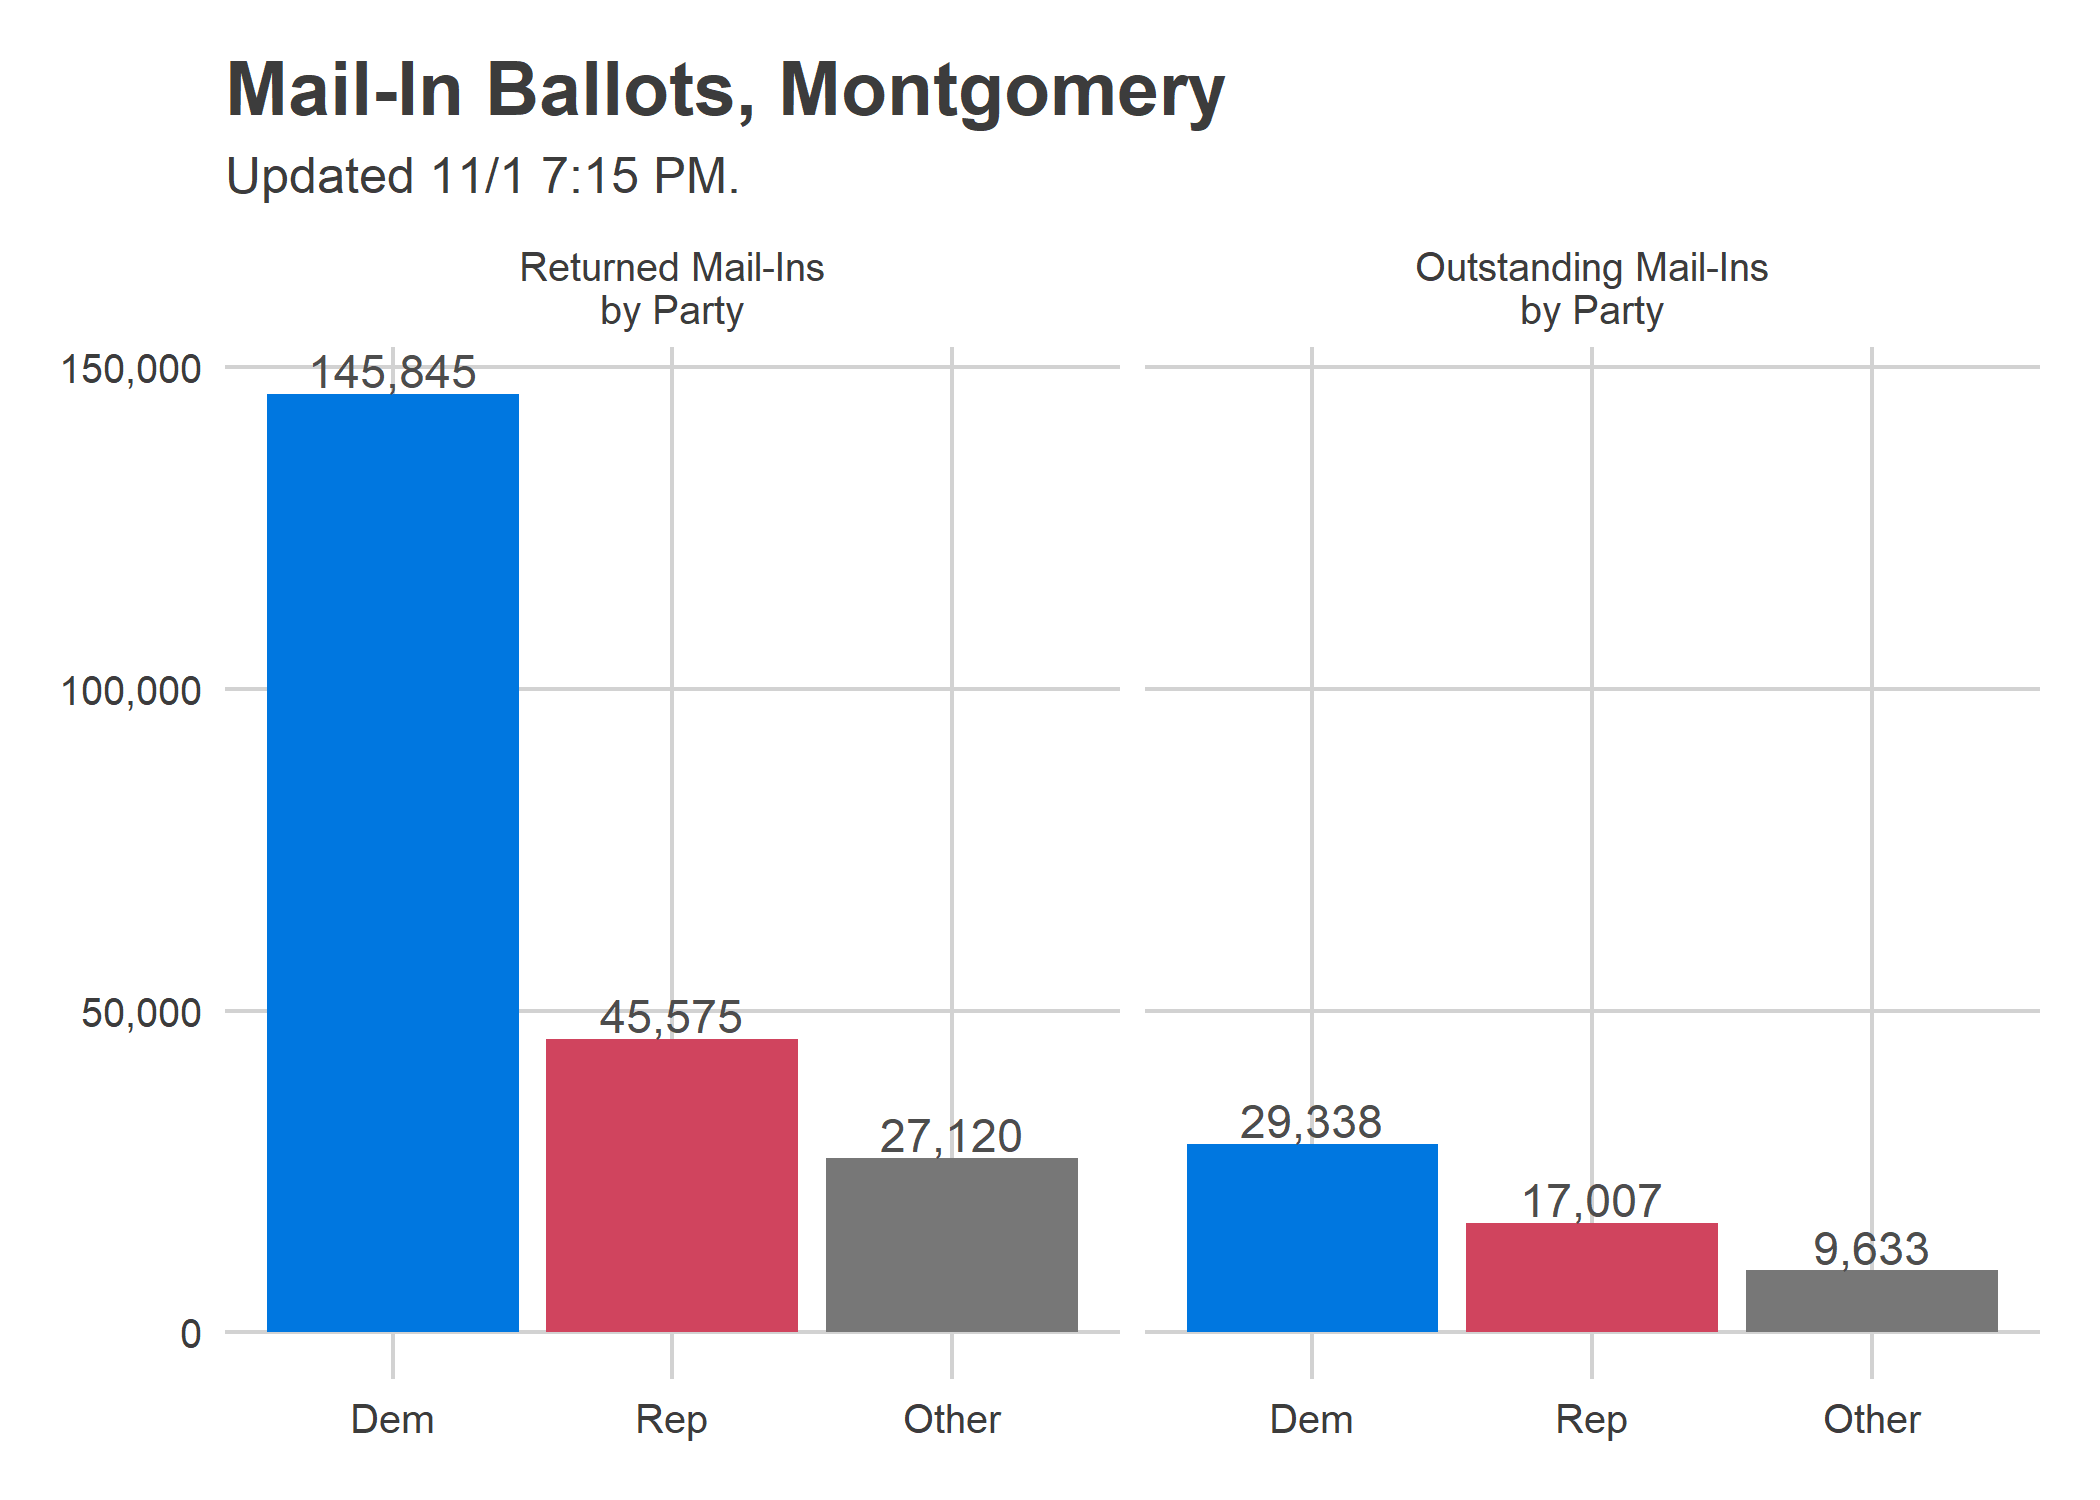 Mail-In Ballots, Montgomery
Updated 11/1 7:15 PM.
Returned Mail-Ins
by Party
Outstanding Mail-Ins
by Party
150,000
100,000
50,000
0
145,845
45,575
27,120
29,338
17,007
9,633
Dem
Rep
Other
Dem
Rep
Other